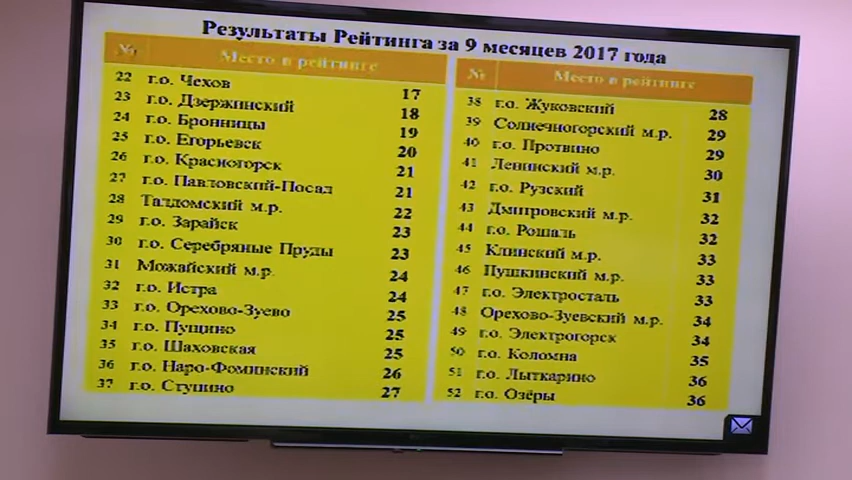 Результаты Рейтинга за 9 месяцев 2017 года
№ Место в рейтинге
22 г.о. Чехов 17
23 г.о. Дзержинский 18
24 г.о. Бронницы 19
25 г.о. Егорьевск 20
26 г.о. Красногорск 21
27 г.о. Павловский-Посад 21
28 Талдомский м.р. 22
29 г.о. Зарайск 23
30 г.о. Серебряные Пруды 23
31 Можайский м.р. 24
32 г.о. Истра 24
33 г.о. Орехово-Зуево 25
34 г.о. Пущино 25
35 г.о. Шаховская 25
36 г.о. Наро-Фоминский 26
37 г.о. Ступино 27
№ Место в рейтинге
38 г.о. Жуковский 28
39 Солнечногорский м.р. 29
40 г.о. Протвино 29
41 Ленинский м.р. 30
42 г.о. Рузский 31
43 Дмитровский м.р. 32
44 г.о. Рошаль 32
45 Клинский м.р. 33
46 Пушкинский м.р. 33
47 г.о. Электросталь 33
48 Орехово-Зуевский м.р. 34
49 г.о. Электрогорск 34
50 г.о. Коломна 35
51 г.о. Лыткарино 36
52 г.о. Озёры 36